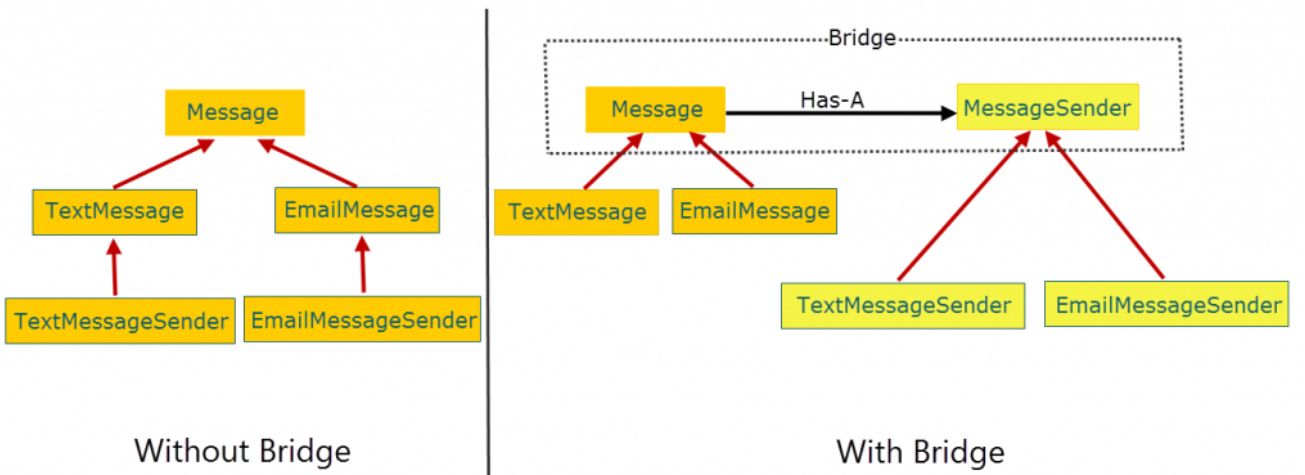 Message
TextMessage
EmailMessage
TextMessageSender
EmailMessageSender
Without Bridge
Bridge
Message
Has-A
MessageSender
TextMessage
EmailMessage
TextMessageSender
EmailMessageSender
With Bridge